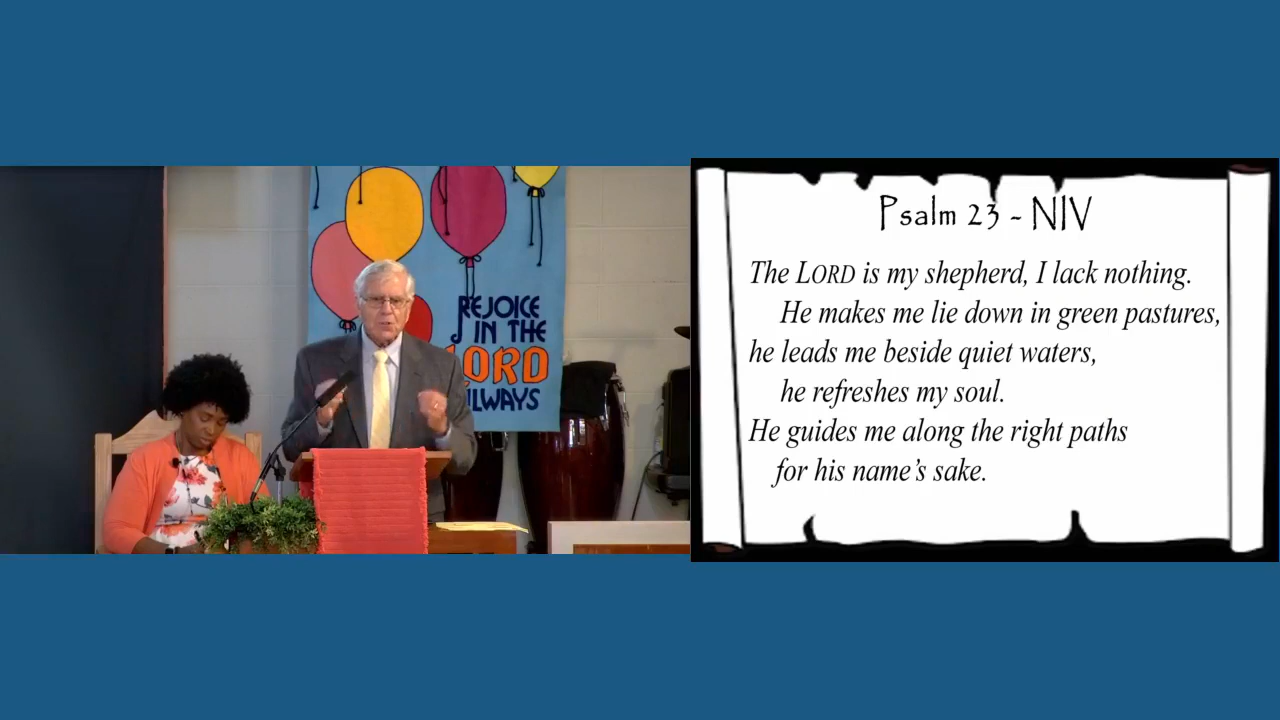 REJOICE
IN THE
LORD
ALWAYS
Psalm 23 - NIV
The LORD is my shepherd, I lack nothing.
He makes me lie down in green pastures,
he leads me beside quiet waters,
he refreshes my soul.
He guides me along the right paths
for his name’s sake.